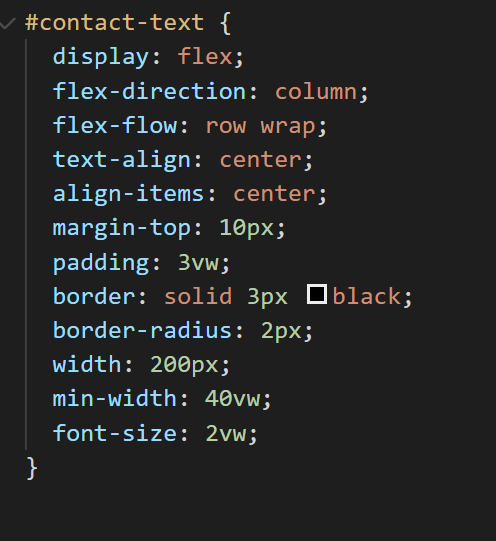 #contact-text {
display: flex;
flex-direction: column;
flex-flow: row wrap;
text-align: center;
align-items: center;
margin-top: 10px;
padding: 3vw;
border: solid 3px black;
border-radius: 2px;
width: 200px;
min-width: 40vw;
font-size: 2vw;
}